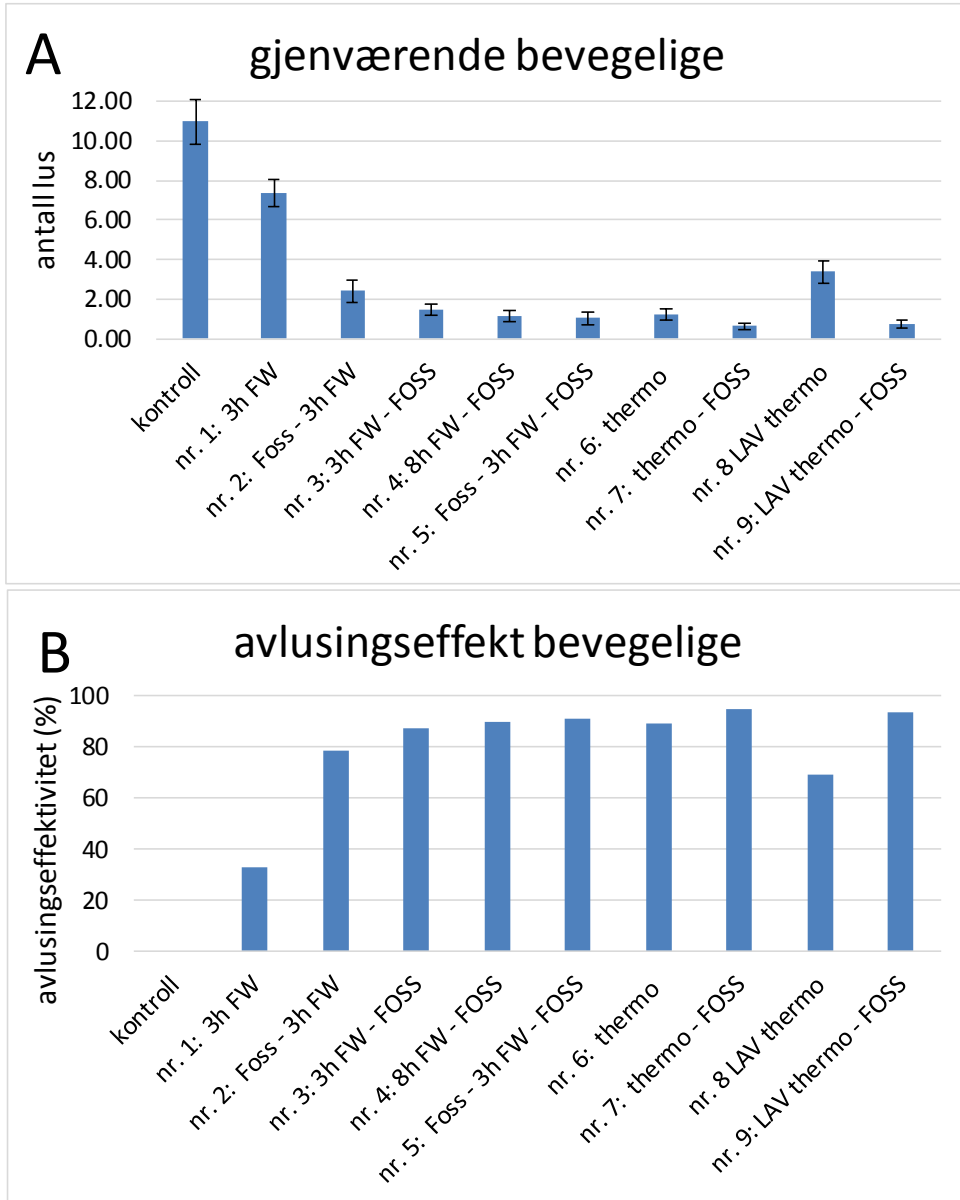 A
gjenværende bevegelige
antall lus
12.00
10.00
8.00
6.00
4.00
2.00
0.00
kontroll
nr. 1: 3h FW
nr. 2: Foss - 3h FW
nr. 3: 3h FW - FOSS
nr. 4: 8h FW - FOSS
nr. 5: Foss - 3h FW - FOSS
nr. 6: thermo
nr. 7: thermo - FOSS
nr. 8 LAV thermo
nr. 9: LAV thermo - FOSS
B
avlusingseffekt bevegelige
avlusingseffektivitet (%)
100
80
60
40
20
0
kontroll
nr. 1: 3h FW
nr. 2: Foss - 3h FW
nr. 3: 3h FW - FOSS
nr. 4: 8h FW - FOSS
nr. 5: Foss - 3h FW - FOSS
nr. 6: thermo
nr. 7: thermo - FOSS
nr. 8 LAV thermo
nr. 9: LAV thermo - FOSS